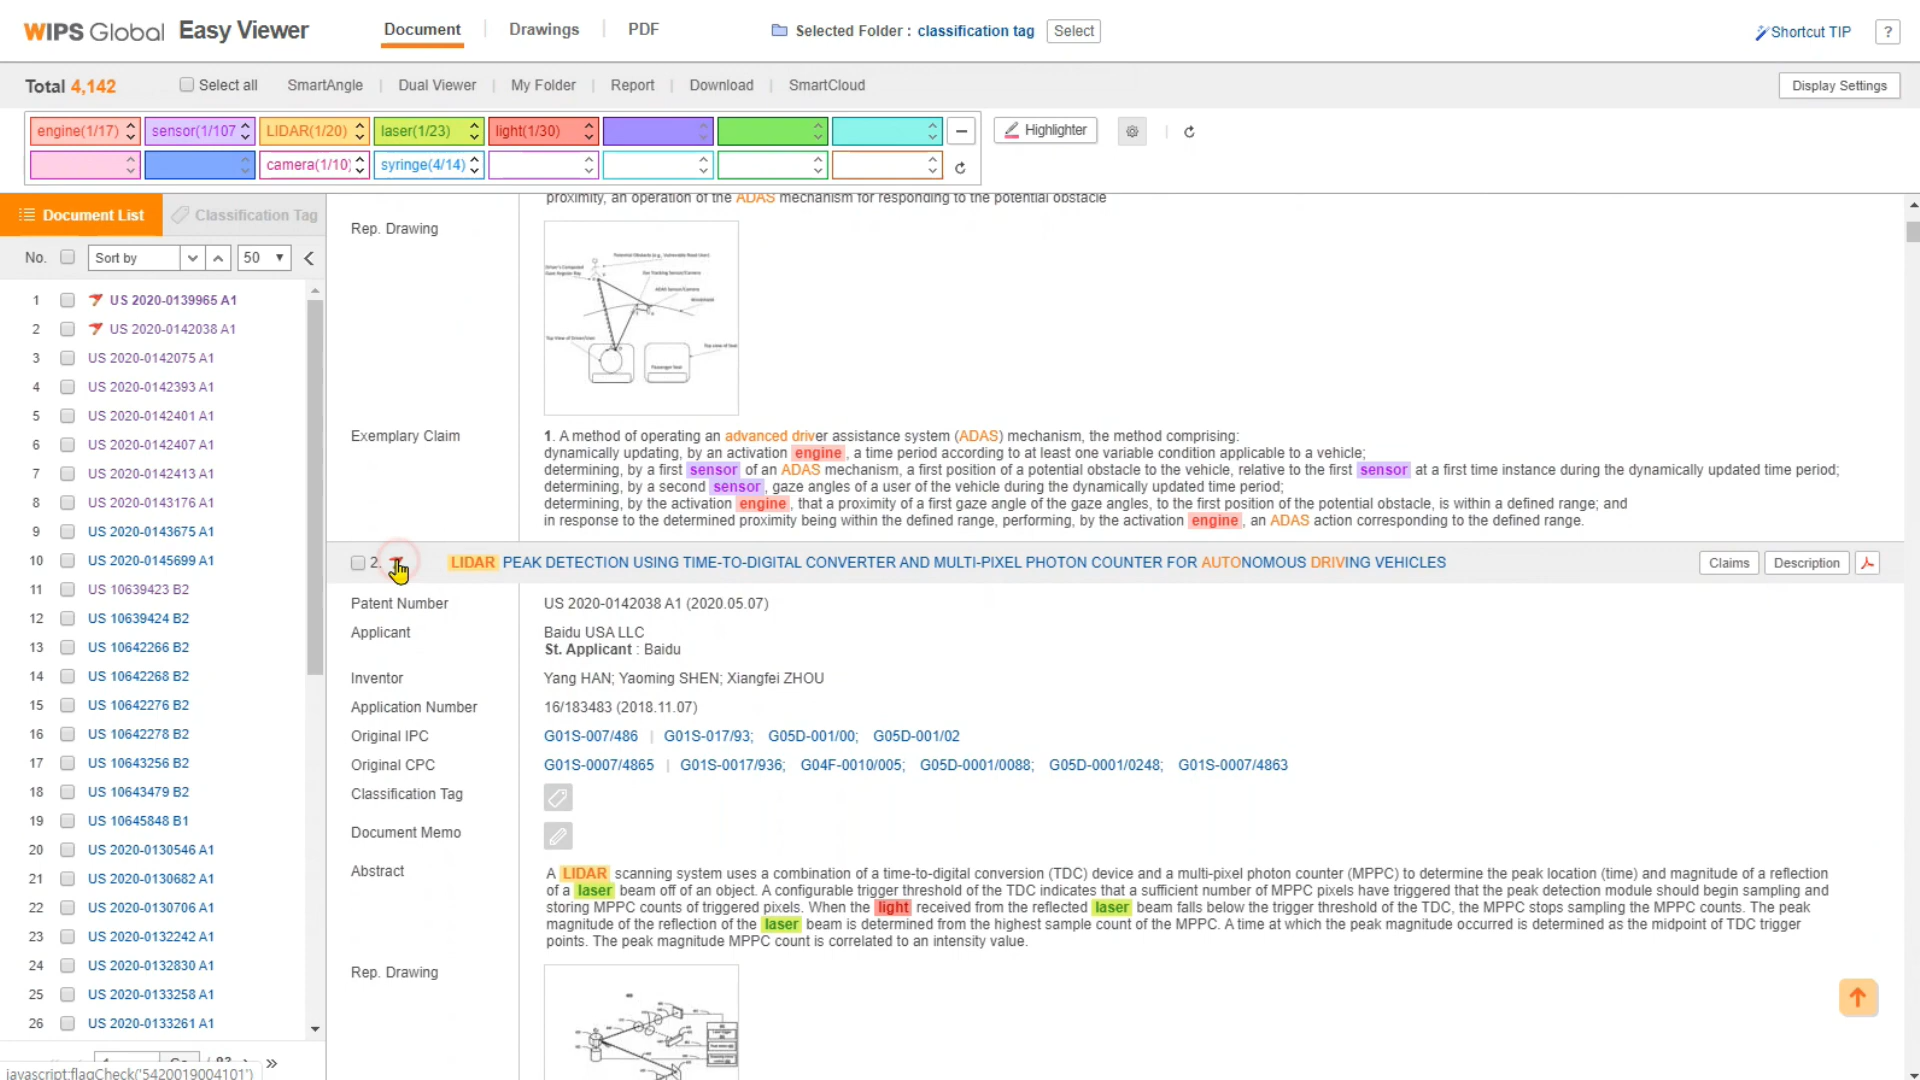 WIPS Global Easy Viewer
Document
Drawings
PDF
Selected Folder : classification tag
Select
Shortcut TIP
?
Total 4,142
Select all
SmartAngle
Dual Viewer
My Folder
Report
Download
SmartCloud
Display Settings
engine(1/17)
sensor(1/107
LIDAR(1/20)
laser(1/23)
light(1/30)
Highlighter
camera(1/10)
syringe(4/14)
Document List
Classification Tag
No.
Sort by
50
1 US 2020-0139965 A1
2 US 2020-0142038 A1
3 US 2020-0142075 A1
4 US 2020-0142393 A1
5 US 2020-0142401 A1
6 US 2020-0142407 A1
7 US 2020-0142413 A1
8 US 2020-0143176 A1
9 US 2020-0143675 A1
10 US 2020-0145699 A1
11 US 10639423 B2
12 US 10639424 B2
13 US 10642266 B2
14 US 10642268 B2
15 US 10642276 B2
16 US 10642278 B2
17 US 10643256 B2
18 US 10643479 B2
19 US 10645848 B1
20 US 2020-0130546 A1
21 US 2020-0130682 A1
22 US 2020-0130706 A1
23 US 2020-0132242 A1
24 US 2020-0132830 A1
25 US 2020-0133258 A1
26 US 2020-0133261 A1
javascript:flagCheck('5420019004101')
proximity, an operation of the ADAS mechanism for responding to the potential obstacle
Rep. Drawing
Potential Obstacle (e.g., Vulnerable Road User)
Driver's Computed
Gaze Angular Ray
Eye Tracking Sensor/Camera
ADAS Sensor/Camera
Windshield
Top View of Driver/User
Top view of Seat
Passenger Seat
Exemplary Claim
1. A method of operating an advanced driver assistance system (ADAS) mechanism, the method comprising:
dynamically updating, by an activation engine, a time period according to at least one variable condition applicable to a vehicle;
determining, by a first sensor of an ADAS mechanism, a first position of a potential obstacle to the vehicle, relative to the first sensor at a first time instance during the dynamically updated time period;
determining, by a second sensor, gaze angles of a user of the vehicle during the dynamically updated time period;
determining, by the activation engine, that a proximity of a first gaze angle of the gaze angles, to the first position of the potential obstacle, is within a defined range; and
in response to the determined proximity being within the defined range, performing, by the activation engine, an ADAS action corresponding to the defined range.
2. LIDAR PEAK DETECTION USING TIME-TO-DIGITAL CONVERTER AND MULTI-PIXEL PHOTON COUNTER FOR AUTONOMOUS DRIVING VEHICLES
Claims
Description
Patent Number
US 2020-0142038 A1 (2020.05.07)
Applicant
Baidu USA LLC
St. Applicant : Baidu
Inventor
Yang HAN; Yaoming SHEN; Xiangfei ZHOU
Application Number
16/183483 (2018.11.07)
Original IPC
G01S-007/486 | G01S-017/93; G05D-001/00; G05D-001/02
Original CPC
G01S-0007/4865 | G01S-0017/936; G04F-0010/005; G05D-0001/0088; G05D-0001/0248; G01S-0007/4863
Classification Tag
Document Memo
Abstract
A LIDAR scanning system uses a combination of a time-to-digital conversion (TDC) device and a multi-pixel photon counter (MPPC) to determine the peak location (time) and magnitude of a reflection
of a laser beam off of an object. A configurable trigger threshold of the TDC indicates that a sufficient number of MPPC pixels have triggered that the peak detection module should begin sampling and
storing MPPC counts of triggered pixels. When the light received from the reflected laser beam falls below the trigger threshold of the TDC, the MPPC stops sampling the MPPC counts. The peak
magnitude of the reflection of the laser beam is determined from the highest sample count of the MPPC. A time at which the peak magnitude occurred is determined as the midpoint of TDC trigger
points. The peak magnitude MPPC count is correlated to an intensity value.
Rep. Drawing